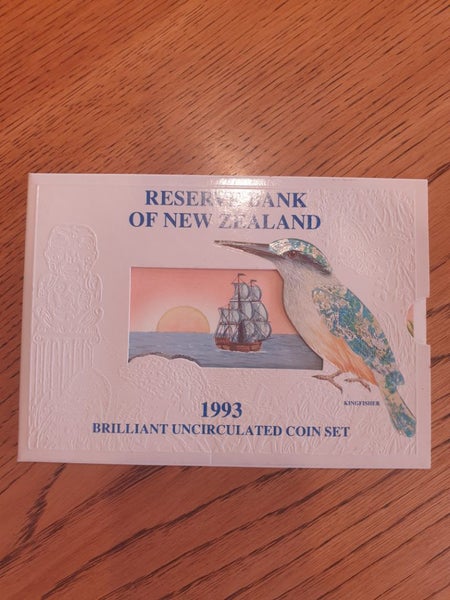 RESERVE BANK
OF NEW ZEALAND
KINGFISHER
1993
BRILLIANT UNCIRCULATED COIN SET